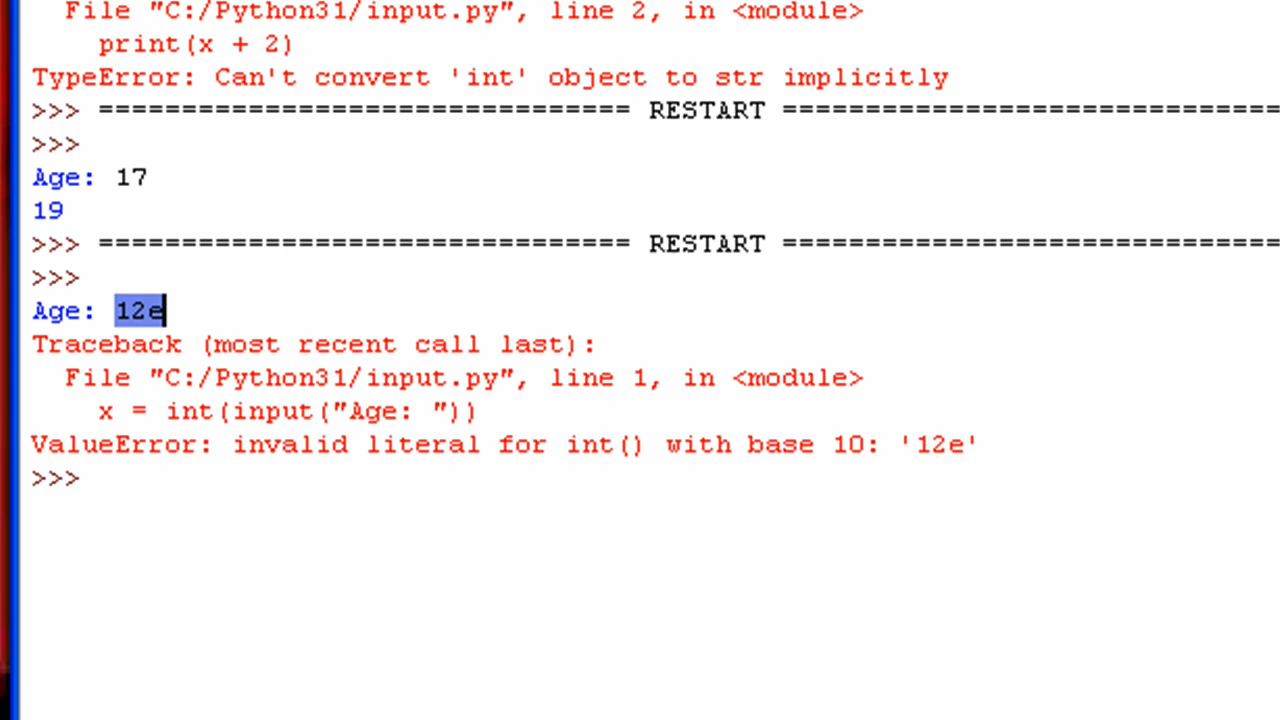 File "C:/Python31/input.py", line 2, in <module>
print(x + 2)
TypeError: Can't convert 'int' object to str implicitly
>>> ================================ RESTART ==============================
>>>
Age: 17
19
>>> ================================ RESTART ==============================
>>>
Age: 12e
Traceback (most recent call last):
File "C:/Python31/input.py", line 1, in <module>
x = int(input("Age: "))
ValueError: invalid literal for int() with base 10: '12e'
>>>